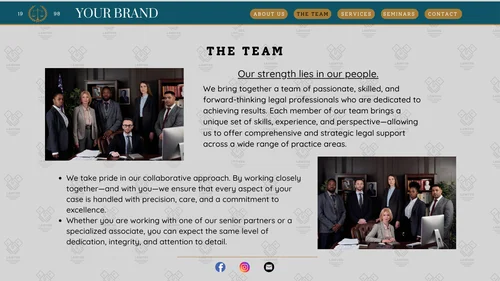 19 98 YOUR BRAND
ABOUT US THE TEAM SERVICES SEMINARS CONTACT
THE TEAM
Our strength lies in our people.
We bring together a team of passionate, skilled, and
forward-thinking legal professionals who are dedicated to
achieving results. Each member of our team brings a
unique set of skills, experience, and perspective—allowing
us to offer comprehensive and strategic legal support
across a wide range of practice areas.
• We take pride in our collaborative approach. By working closely
together—and with you—we ensure that every aspect of your
case is handled with precision, care, and a commitment to
excellence.
• Whether you are working with one of our senior partners or a
specialized associate, you can expect the same level of
dedication, integrity, and attention to detail.